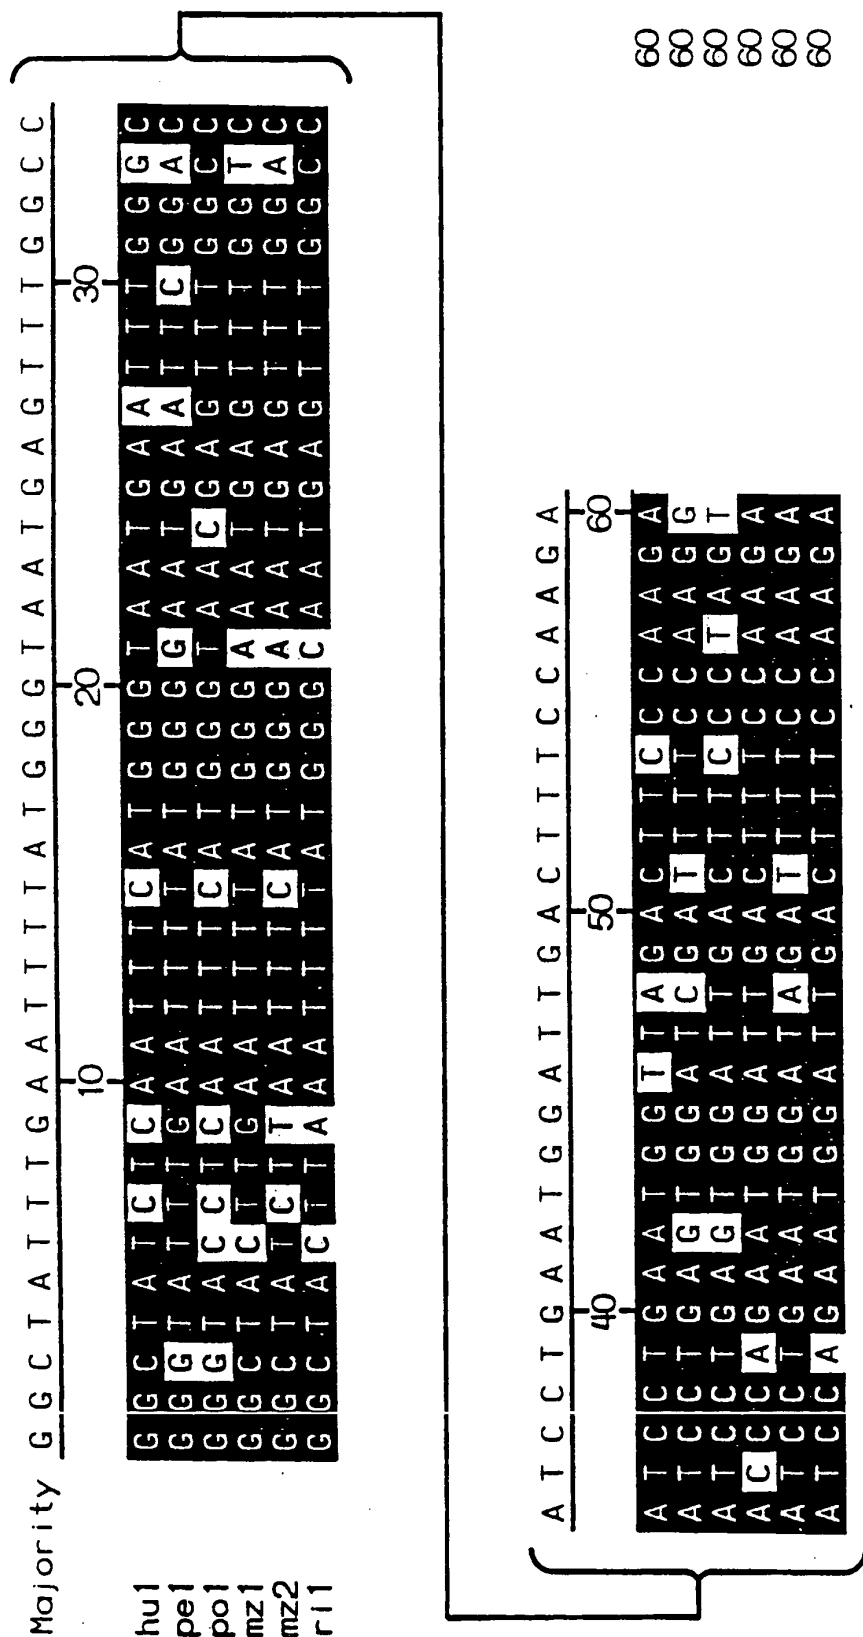 Majority G G C T A T T T G A A T T T T A T G G G T A A T G A G T T T G G C C
10 20 30
hu1 G G C T A T C T C A A T T T C A T G G G T A A T G A A T T T G G G C
pe1 G G G T A T T T G A A T T T T A T G G G G A A T G A A T T C G G A C
po1 G G G T A C C T C A A T T T C A T G G G T A A C G A G T T T G G C C
mz1 G G C T A C T T G A A T T T T A T G G G A A A T G A G T T T G G T C
mz2 G G C T A T C T T A A T T T C A T G G G A A A T G A G T T T G G A C
ri1 G G C T A C T T A A A T T T T A T G G G C A A T G A G T T T G G C C
A T C C T G A A T G G A T T G A C T T T C C A A G A
40 50 60
A T C C T G A A T G G T T A G A C T T C C C A A G A 60
A T C C T G A G T G G A T C G A T T T T C C A A G G 60
A T C C T G A G T G G A T T G A C T T C C C T A G T 60
A C C C A G A A T G G A T T G A C T T T C C A A G A 60
A T C C T G A A T G G A T A G A T T T T C C A A G A 60
A T C C A G A A T G G A T T G A C T T T C C A A G A 60